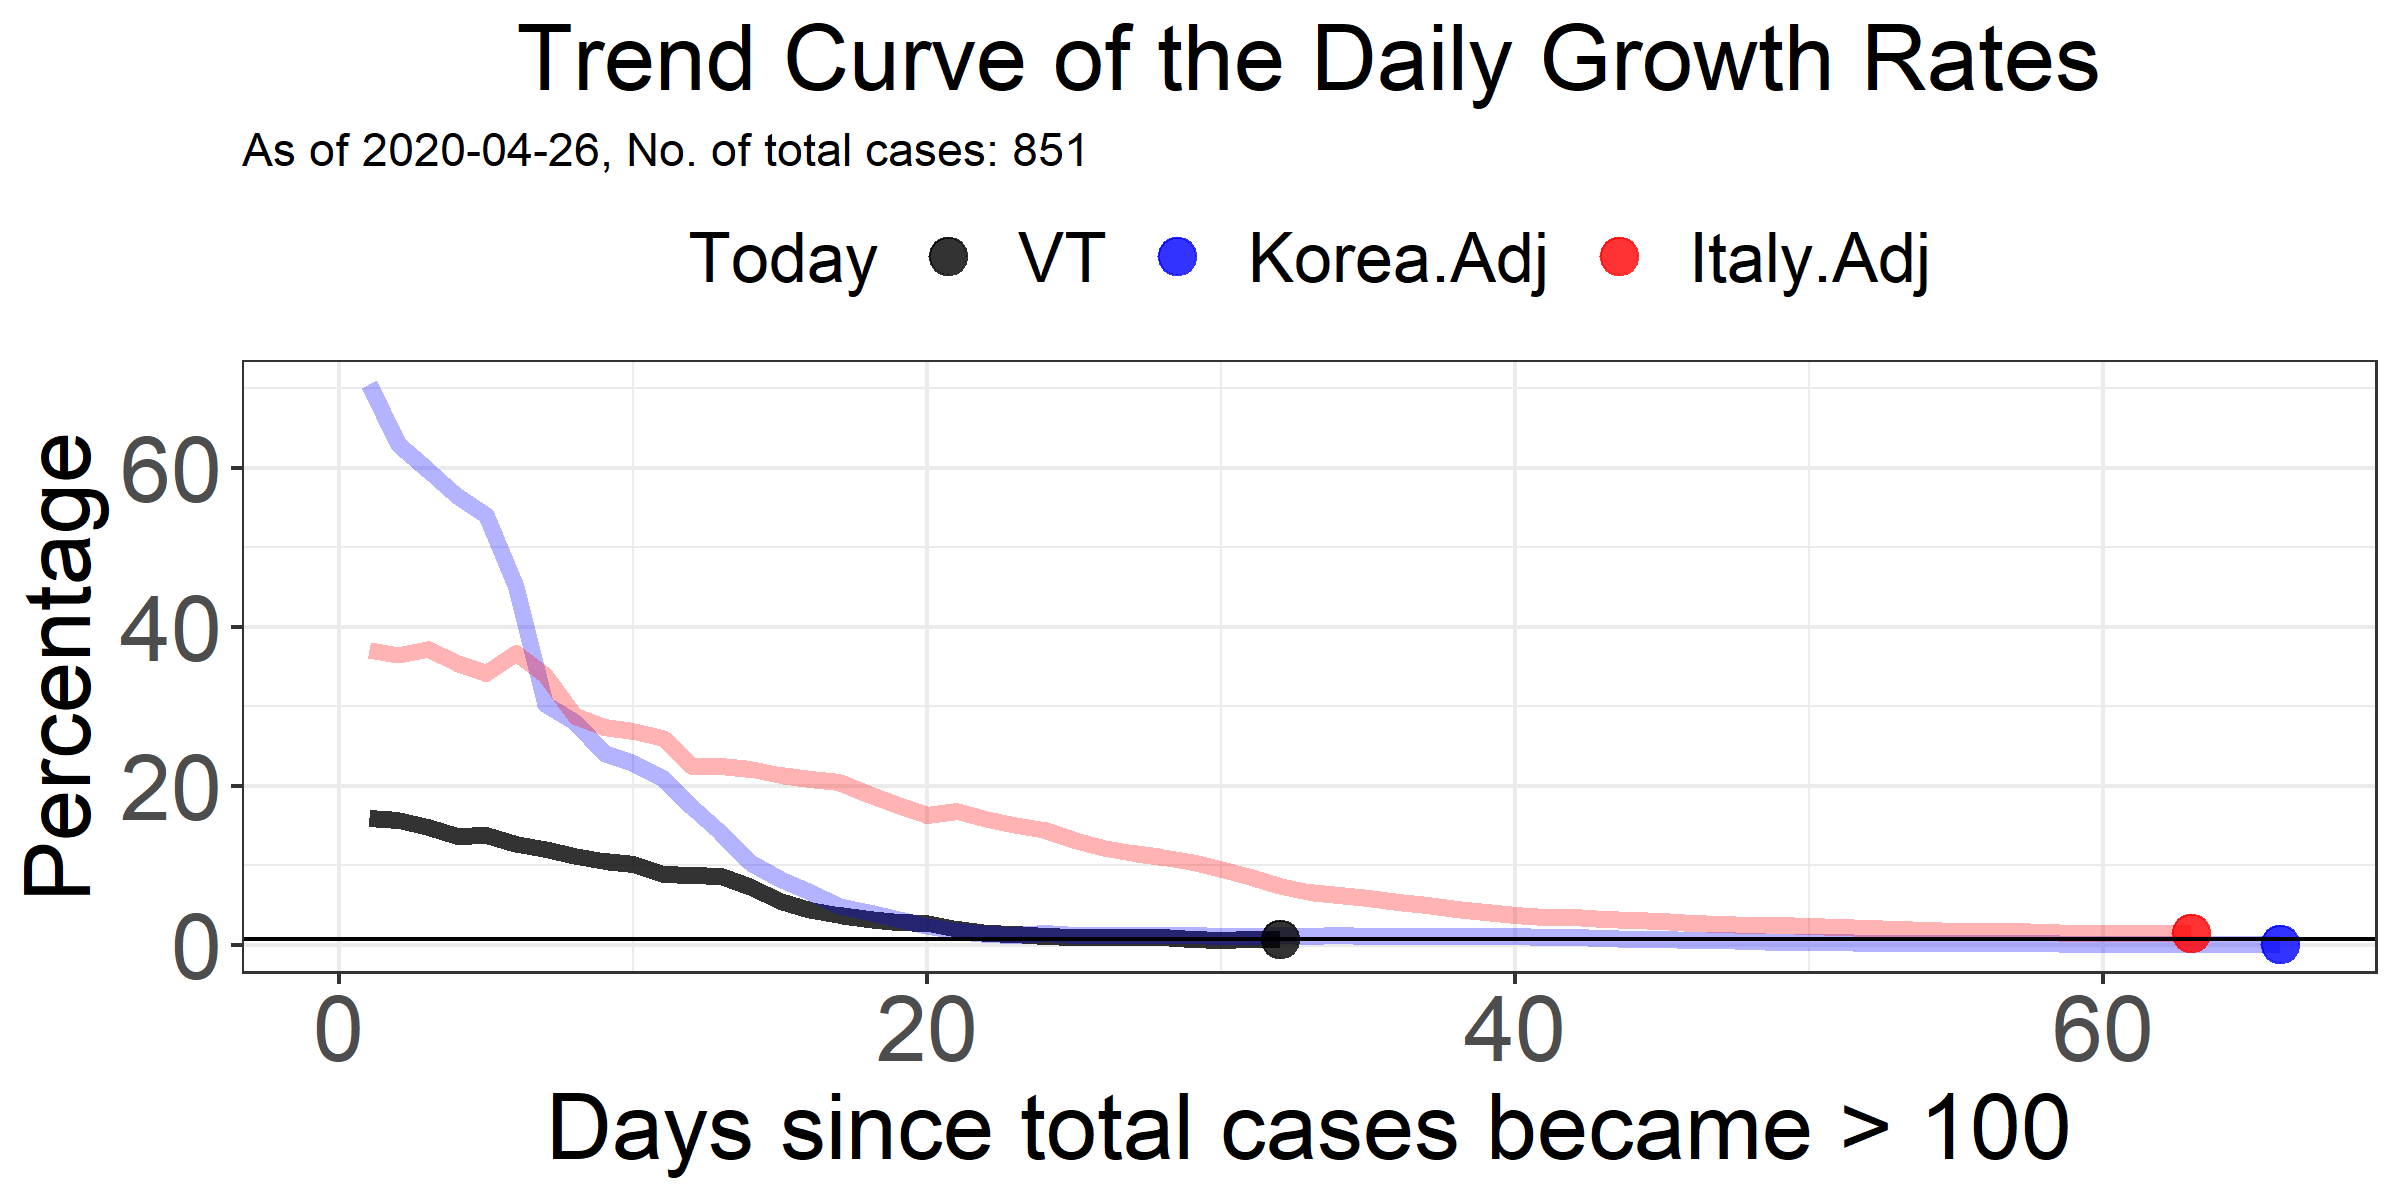 Trend Curve of the Daily Growth Rates
As of 2020-04-26, No. of total cases: 851
Today VT Korea.Adj Italy.Adj
Percentage
60
40
20
0
0 20 40 60
Days since total cases became > 100